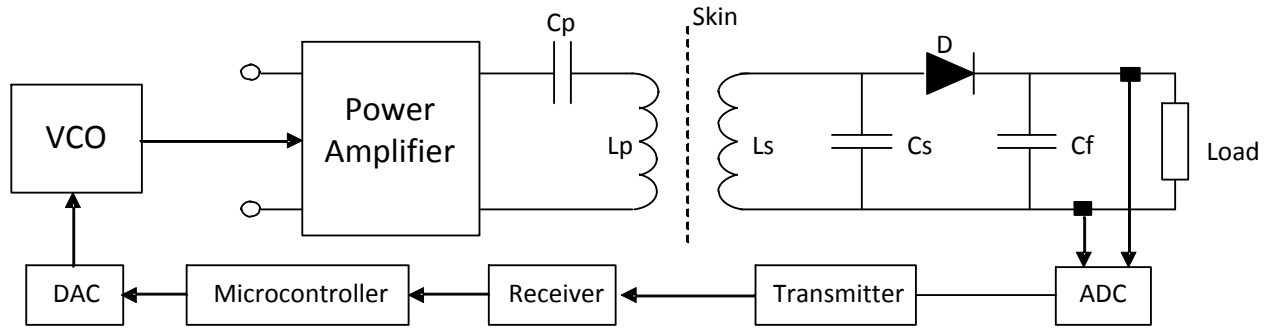 Skin
Cp
D
VCO
Power
Amplifier
Lp
Ls
Cs
Cf
Load
DAC
Microcontroller
Receiver
Transmitter
ADC